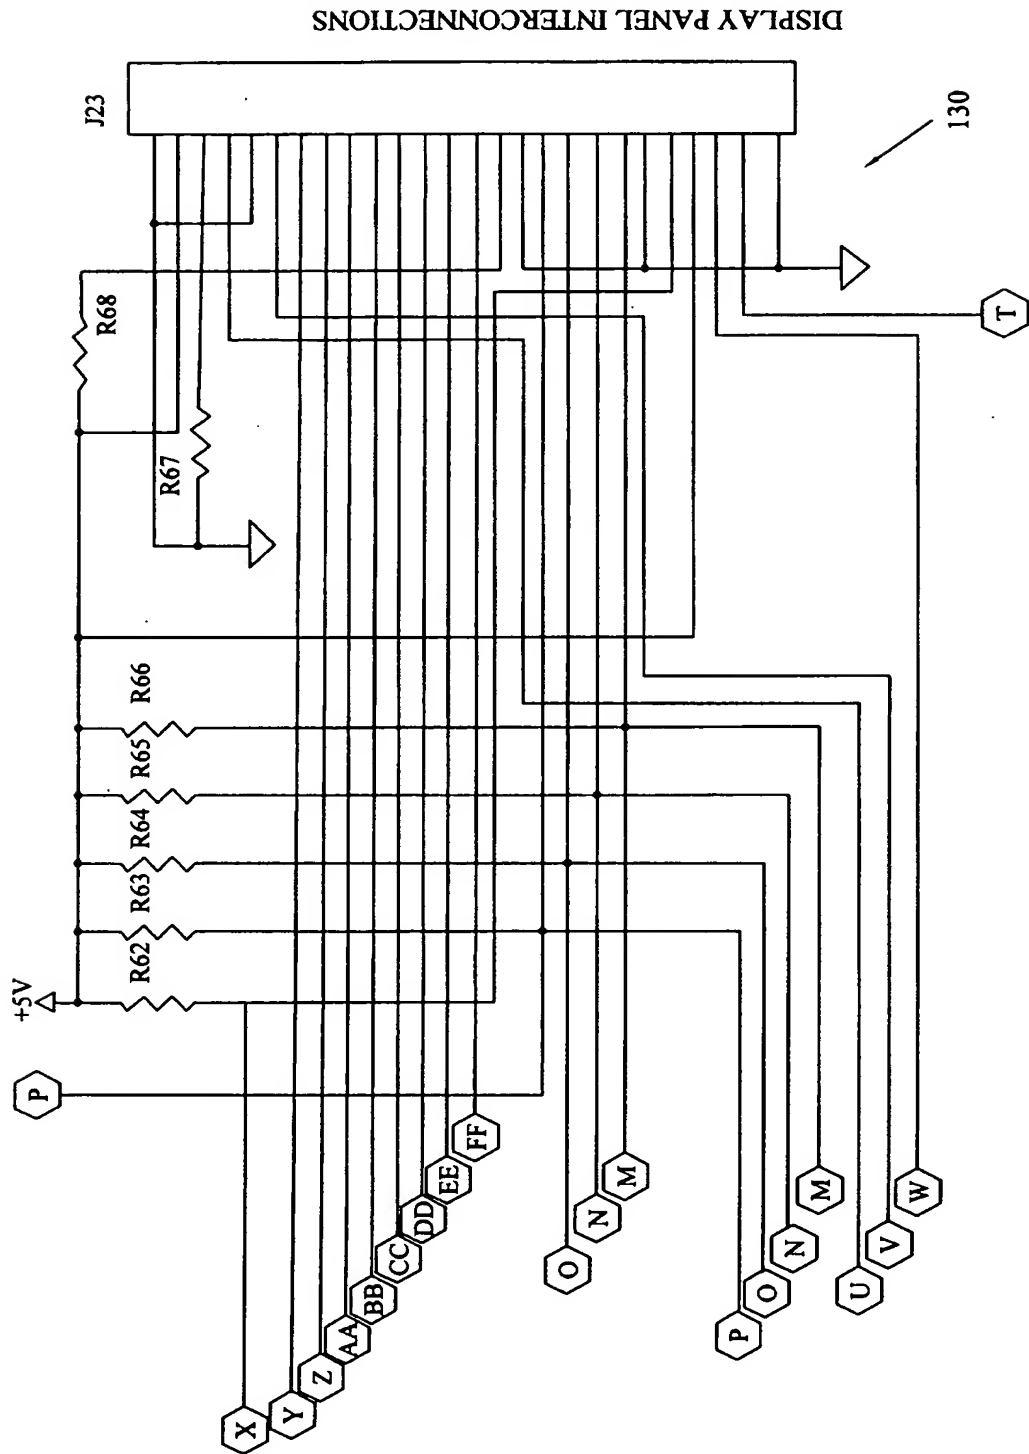 DISPLAY PANEL INTERCONNECTIONS
J23
130
R68
R67
R66
R65
R64
R63
R62
+5V
P
T
X
Y
Z
AA
BB
CC
DD
EE
FF
O
N
M
P
O
N
M
U
V
W